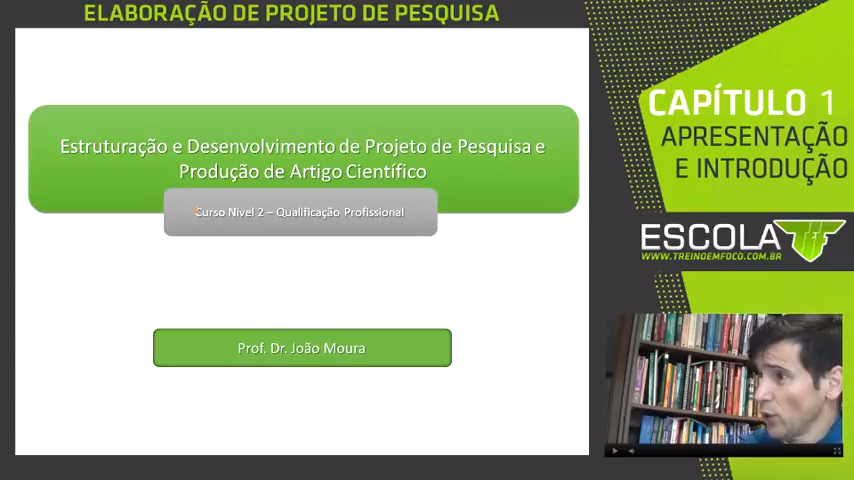 ELABORAÇÃO DE PROJETO DE PESQUISA
Estruturação e Desenvolvimento de Projeto de Pesquisa e
Produção de Artigo Científico
Curso Nível 2 – Qualificação Profissional
Prof. Dr. João Moura
CAPÍTULO 1
APRESENTAÇÃO
E INTRODUÇÃO
ESCOLA TEF
WWW.TREINOEMFOCO.COM.BR